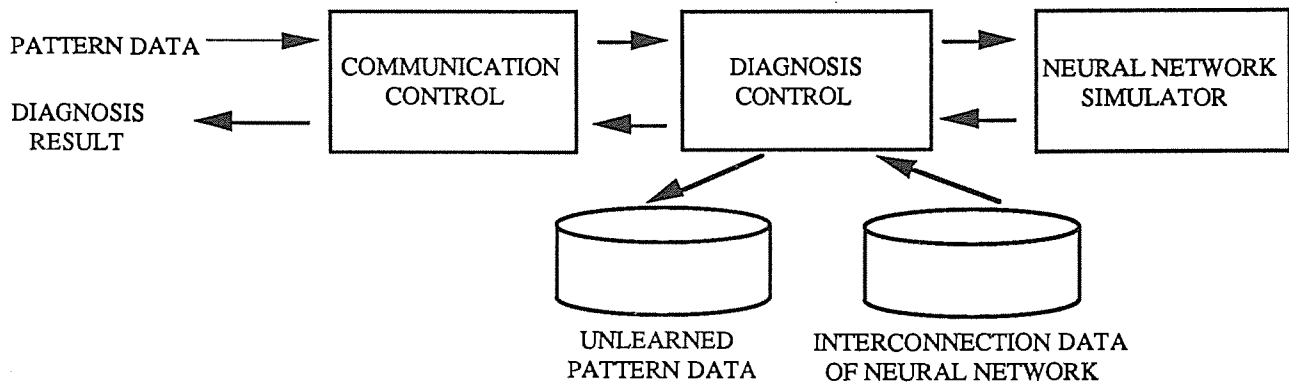 PATTERN DATA
DIAGNOSIS
RESULT
COMMUNICATION
CONTROL
DIAGNOSIS
CONTROL
NEURAL NETWORK
SIMULATOR
UNLEARNED
PATTERN DATA
INTERCONNECTION DATA
OF NEURAL NETWORK